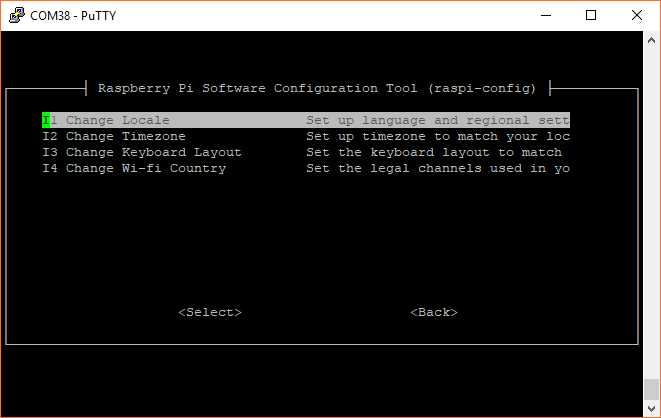 COM38 - PuTTY
Raspberry Pi Software Configuration Tool (raspi-config)
I1 Change Locale Set up language and regional sett
I2 Change Timezone Set up timezone to match your loc
I3 Change Keyboard Layout Set the keyboard layout to match
I4 Change Wi-fi Country Set the legal channels used in yo
<Select> <Back>